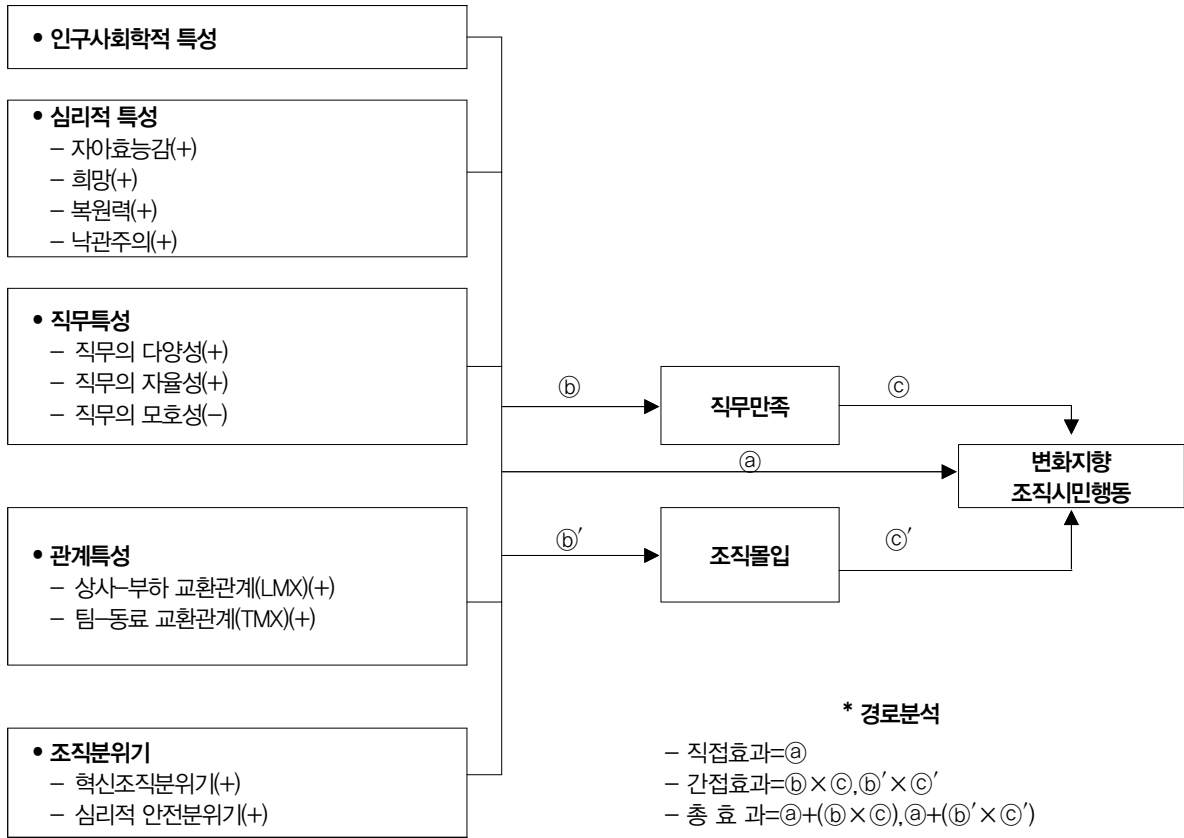 • 인구사회학적 특성
• 심리적 특성
– 자아효능감(+)
– 희망(+)
– 복원력(+)
– 낙관주의(+)
• 직무특성
– 직무의 다양성(+)
– 직무의 자율성(+)
– 직무의 모호성(-)
• 관계특성
– 상사–부하 교환관계(LMX)(+)
– 팀–동료 교환관계(TMX)(+)
• 조직분위기
– 혁신조직분위기(+)
– 심리적 안전분위기(+)
ⓑ
직무만족
ⓒ
ⓐ
변화지향
조직시민행동
ⓑ′
조직몰입
ⓒ′
* 경로분석
– 직접효과=ⓐ
– 간접효과=ⓑ×ⓒ,ⓑ′×ⓒ′
– 총 효 과=ⓐ+(ⓑ×ⓒ),ⓐ+(ⓑ′×ⓒ′)